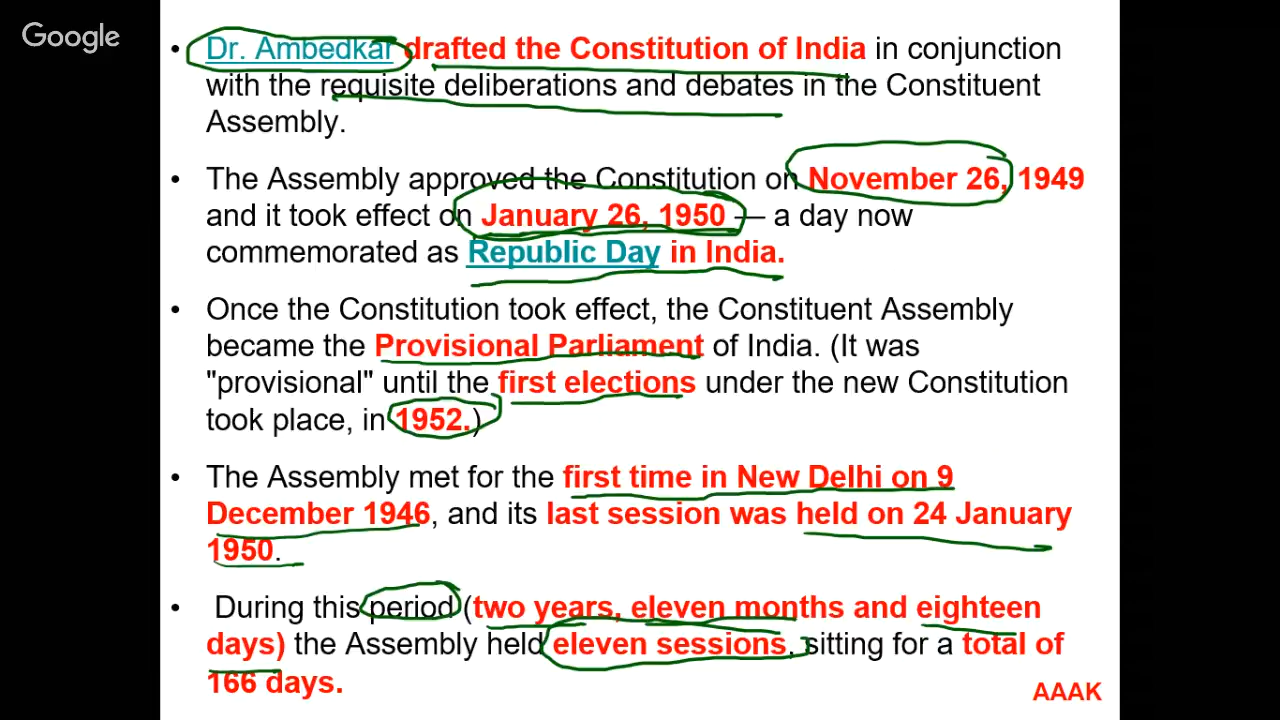 Google
• Dr. Ambedkar drafted the Constitution of India in conjunction
with the requisite deliberations and debates in the Constituent
Assembly.
• The Assembly approved the Constitution on November 26, 1949
and it took effect on January 26, 1950 — a day now
commemorated as Republic Day in India.
• Once the Constitution took effect, the Constituent Assembly
became the Provisional Parliament of India. (It was
"provisional" until the first elections under the new Constitution
took place, in 1952.)
• The Assembly met for the first time in New Delhi on 9
December 1946, and its last session was held on 24 January
1950.
• During this period (two years, eleven months and eighteen
days) the Assembly held eleven sessions, sitting for a total of
166 days.
AAAK